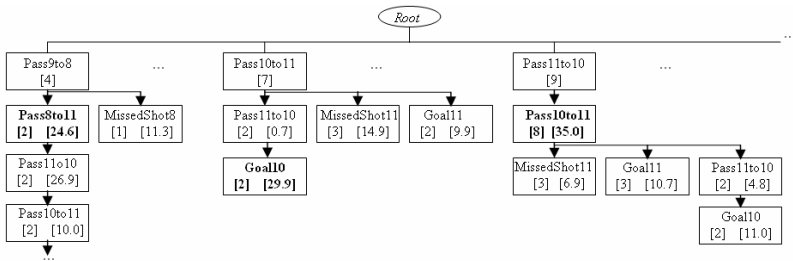 Root
...
Pass9to8
[4]
...
Pass10to11
[7]
...
Pass11to10
[9]
...
Pass8to11
[2] [24.6]
MissedShot8
[1] [11.3]
Pass11to10
[2] [0.7]
MissedShot11
[3] [14.9]
Goal11
[2] [9.9]
Pass10to11
[8] [35.0]
Pass11o10
[2] [26.9]
Goal10
[2] [29.9]
MissedShot11
[3] [6.9]
Goal11
[3] [10.7]
Pass11to10
[2] [4.8]
Pass10to11
[2] [10.0]
Goal10
[2] [11.0]
...